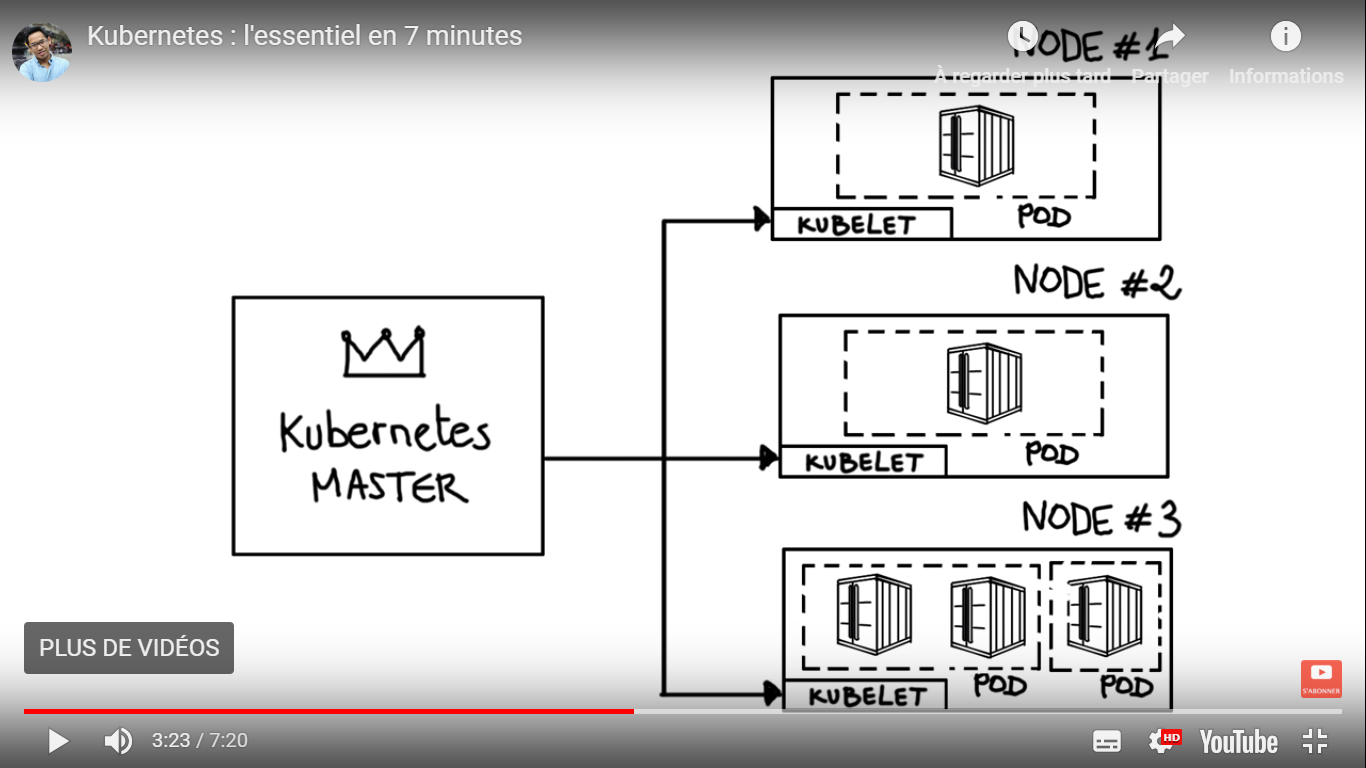 Kubernetes : l'essentiel en 7 minutes
NODE #1
À regarder plus tard
Partager
Informations
KUBELET
POD
NODE #2
Kubernetes
MASTER
KUBELET
POD
NODE #3
PLUS DE VIDÉOS
KUBELET
POD
POD
S'ABONNER
3:23 / 7:20
HD
YouTube